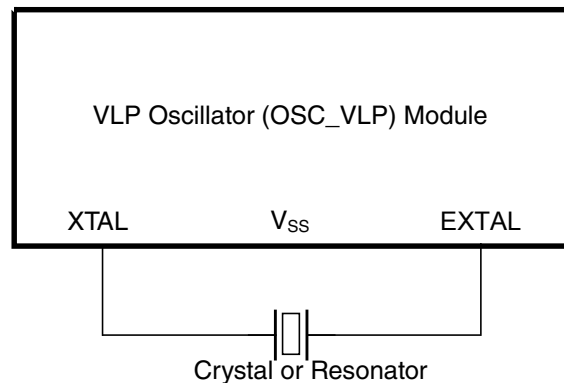 VLP Oscillator (OSC_VLP) Module
XTAL VSS EXTAL
Crystal or Resonator